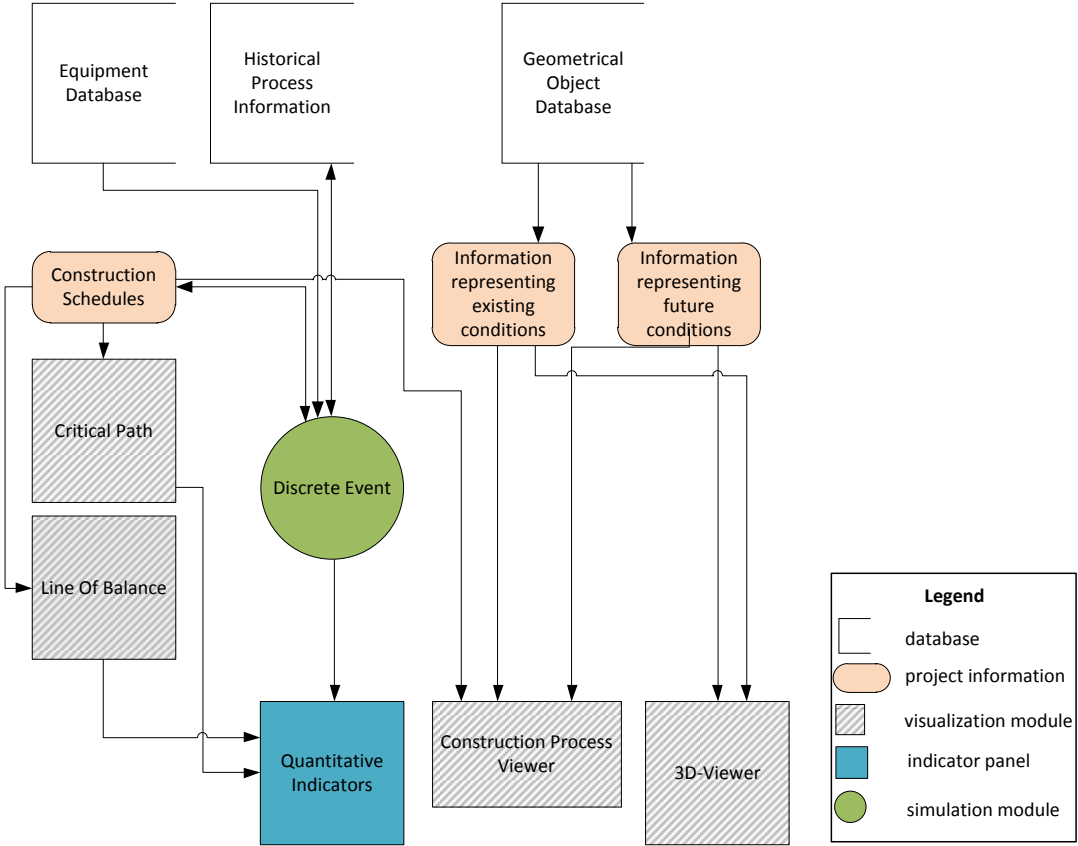 Equipment
Database
Historical
Process
Information
Geometrical
Object
Database
Construction
Schedules
Information
representing
existing
conditions
Information
representing
future
conditions
Critical Path
Discrete Event
Line Of Balance
Quantitative
Indicators
Construction Process
Viewer
3D-Viewer
Legend
database
project information
visualization module
indicator panel
simulation module